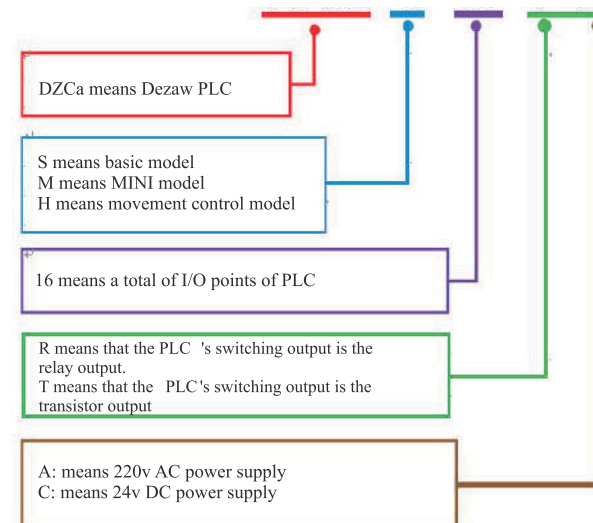 DZCa means Dezaw PLC
S means basic model
M means MINI model
H means movement control model
16 means a total of I/O points of PLC
R means that the PLC 's switching output is the
relay output.
T means that the PLC's switching output is the
transistor output
A: means 220v AC power supply
C: means 24v DC power supply